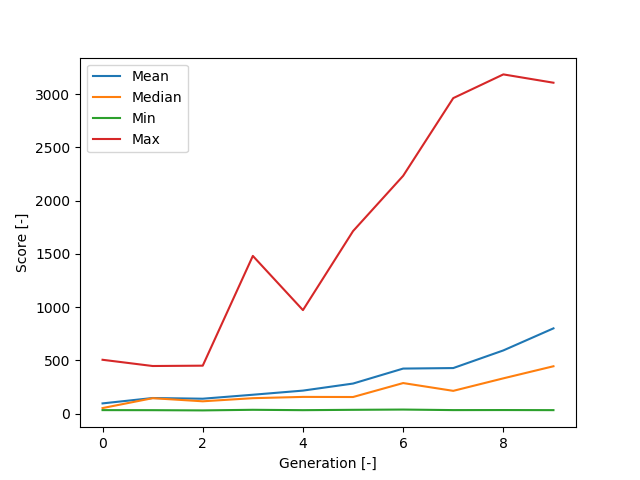 Mean
Median
Min
Max
3000
2500
2000
1500
1000
500
0
Score [-]
0 2 4 6 8
Generation [-]